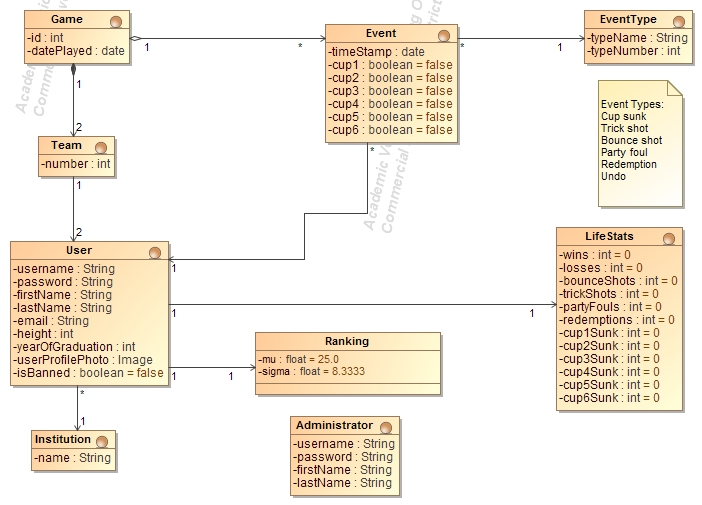 Game
-id : int
-datePlayed : date
1
*
1
2
Event
-timeStamp : date
-cup1 : boolean = false
-cup2 : boolean = false
-cup3 : boolean = false
-cup4 : boolean = false
-cup5 : boolean = false
-cup6 : boolean = false
*
1
*
EventType
-typeName : String
-typeNumber : int
Event Types:
Cup sunk
Trick shot
Bounce shot
Party foul
Redemption
Undo
Team
-number : int
1
2
User
-username : String
-password : String
-firstName : String
-lastName : String
-email : String
-height : int
-yearOfGraduation : int
-userProfilePhoto : Image
-isBanned : boolean = false
1
1
1
1
1
*
1
LifeStats
-wins : int = 0
-losses : int = 0
-bounceShots : int = 0
-trickShots : int = 0
-partyFouls : int = 0
-redemptions : int = 0
-cup1Sunk : int = 0
-cup2Sunk : int = 0
-cup3Sunk : int = 0
-cup4Sunk : int = 0
-cup5Sunk : int = 0
-cup6Sunk : int = 0
Ranking
-mu : float = 25.0
-sigma : float = 8.3333
Institution
-name : String
Administrator
-username : String
-password : String
-firstName : String
-lastName : String
Academic
Commercial